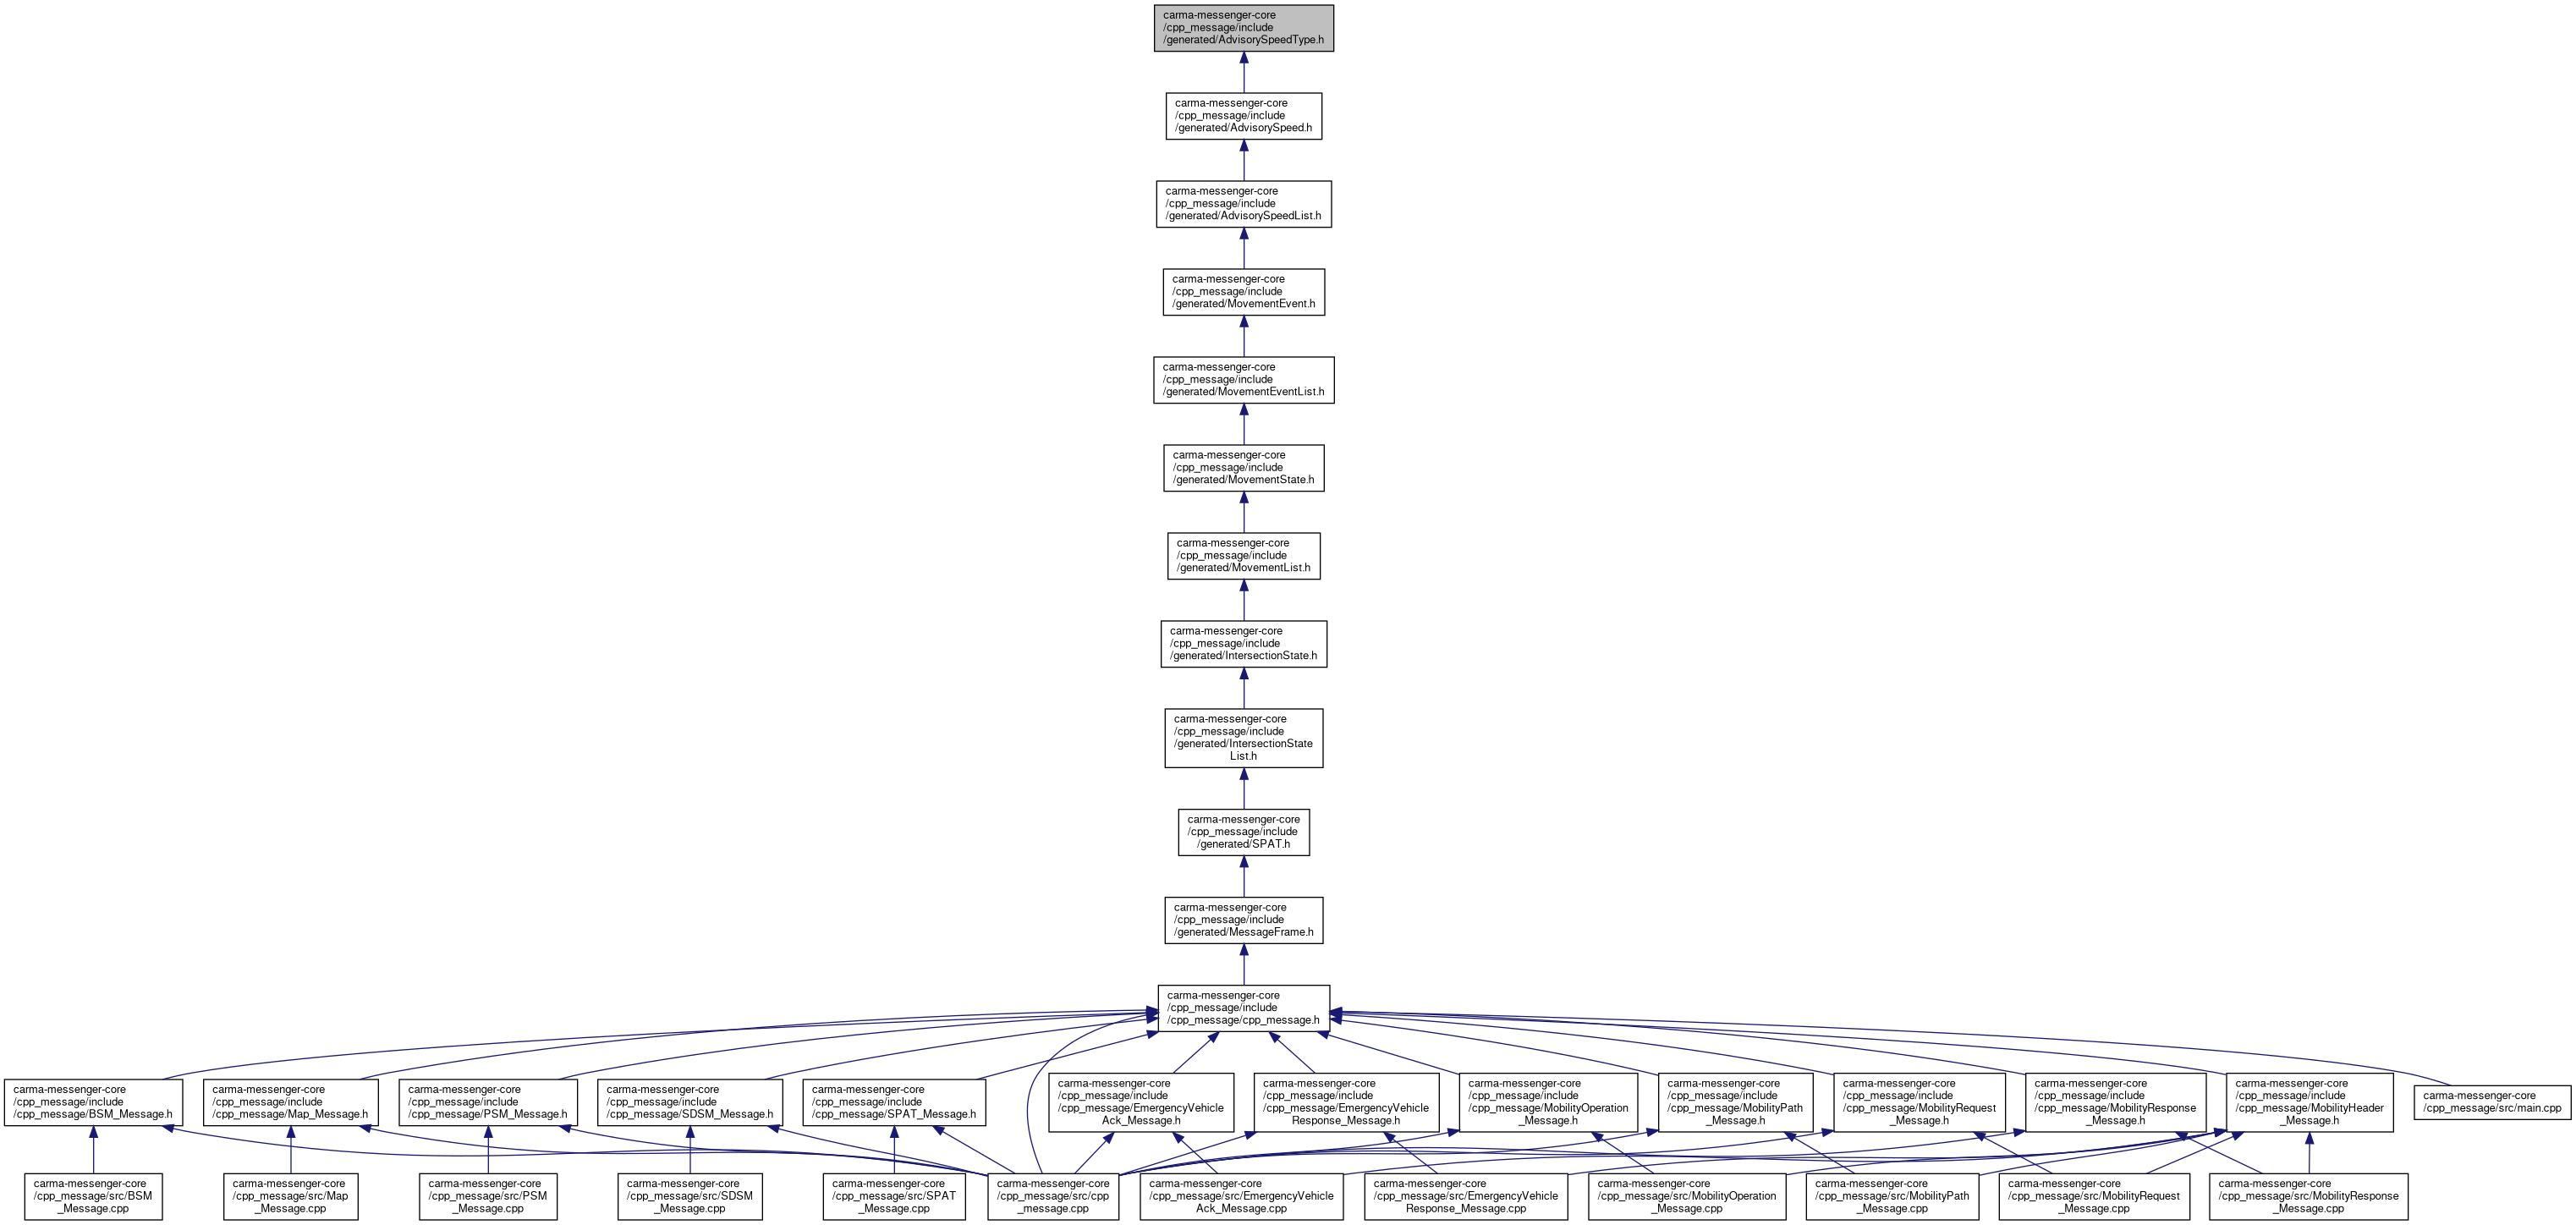 carma-messenger-core
/cpp_message/include
/generated/AdvisorySpeedType.h
carma-messenger-core
/cpp_message/include
/generated/AdvisorySpeed.h
carma-messenger-core
/cpp_message/include
/generated/AdvisorySpeedList.h
carma-messenger-core
/cpp_message/include
/generated/MovementEvent.h
carma-messenger-core
/cpp_message/include
/generated/MovementEventList.h
carma-messenger-core
/cpp_message/include
/generated/MovementState.h
carma-messenger-core
/cpp_message/include
/generated/MovementList.h
carma-messenger-core
/cpp_message/include
/generated/IntersectionState.h
carma-messenger-core
/cpp_message/include
/generated/IntersectionState
List.h
carma-messenger-core
/cpp_message/include
/generated/SPAT.h
carma-messenger-core
/cpp_message/include
/generated/MessageFrame.h
carma-messenger-core
/cpp_message/include
/cpp_message/cpp_message.h
carma-messenger-core
/cpp_message/include
/cpp_message/BSM_Message.h
carma-messenger-core
/cpp_message/include
/cpp_message/Map_Message.h
carma-messenger-core
/cpp_message/include
/cpp_message/PSM_Message.h
carma-messenger-core
/cpp_message/include
/cpp_message/SDSM_Message.h
carma-messenger-core
/cpp_message/include
/cpp_message/SPAT_Message.h
carma-messenger-core
/cpp_message/include
/cpp_message/EmergencyVehicle
Ack_Message.h
carma-messenger-core
/cpp_message/include
/cpp_message/EmergencyVehicle
Response_Message.h
carma-messenger-core
/cpp_message/include
/cpp_message/MobilityOperation
_Message.h
carma-messenger-core
/cpp_message/include
/cpp_message/MobilityPath
_Message.h
carma-messenger-core
/cpp_message/include
/cpp_message/MobilityRequest
_Message.h
carma-messenger-core
/cpp_message/include
/cpp_message/MobilityResponse
_Message.h
carma-messenger-core
/cpp_message/include
/cpp_message/MobilityHeader
_Message.h
carma-messenger-core
/cpp_message/src/main.cpp
carma-messenger-core
/cpp_message/src/BSM
_Message.cpp
carma-messenger-core
/cpp_message/src/Map
_Message.cpp
carma-messenger-core
/cpp_message/src/PSM
_Message.cpp
carma-messenger-core
/cpp_message/src/SDSM
_Message.cpp
carma-messenger-core
/cpp_message/src/SPAT
_Message.cpp
carma-messenger-core
/cpp_message/src/cpp
_message.cpp
carma-messenger-core
/cpp_message/src/EmergencyVehicle
Ack_Message.cpp
carma-messenger-core
/cpp_message/src/EmergencyVehicle
Response_Message.cpp
carma-messenger-core
/cpp_message/src/MobilityOperation
_Message.cpp
carma-messenger-core
/cpp_message/src/MobilityPath
_Message.cpp
carma-messenger-core
/cpp_message/src/MobilityRequest
_Message.cpp
carma-messenger-core
/cpp_message/src/MobilityResponse
_Message.cpp